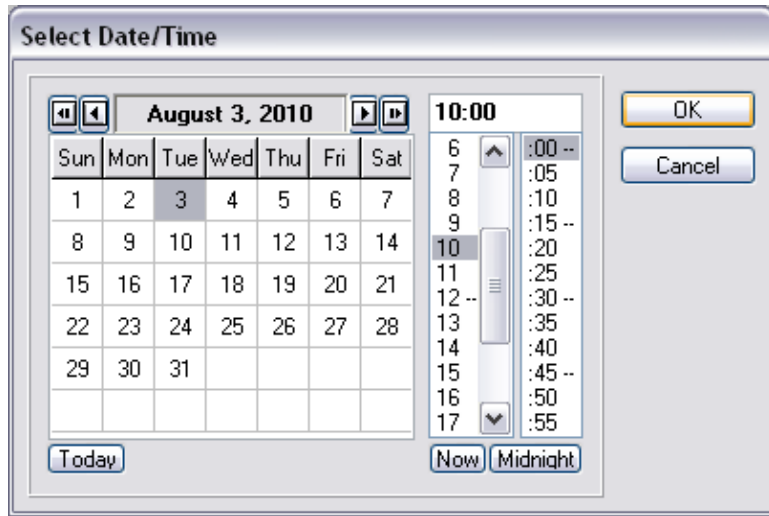 Select Date/Time
August 3, 2010
10:00
OK
Cancel
Sun Mon Tue Wed Thu Fri Sat
1 2 3 4 5 6 7
8 9 10 11 12 13 14
15 16 17 18 19 20 21
22 23 24 25 26 27 28
29 30 31
6 :00 --
7 :05
8 :10
9 :15 --
10 :20
11 :25
12 -- :30 --
13 :35
14 :40
15 :45 --
16 :50
17 :55
Today
Now Midnight